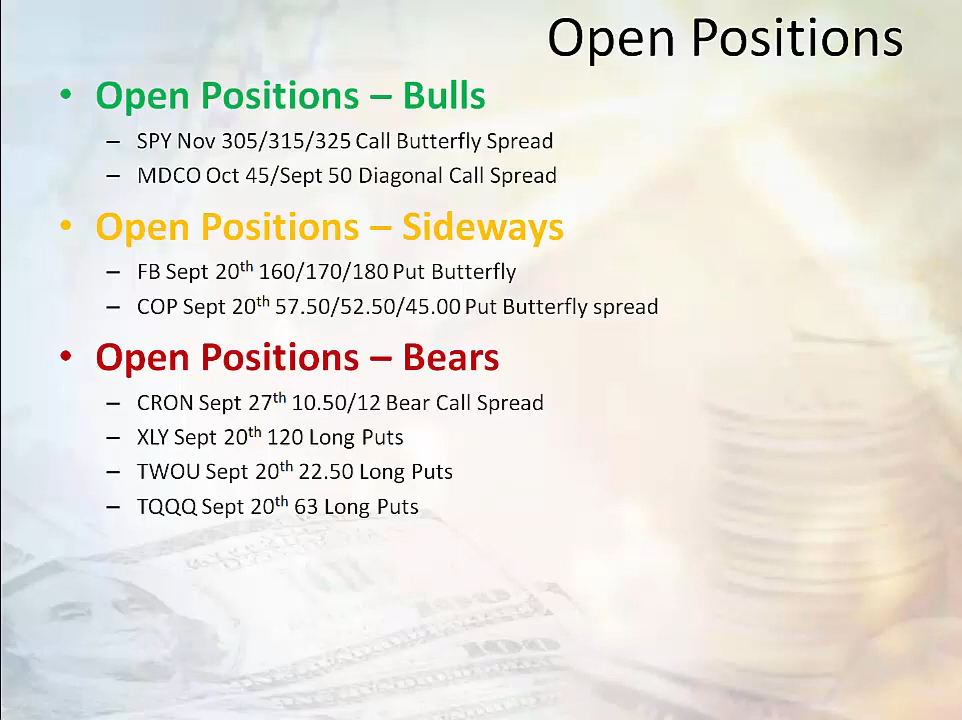 Open Positions
• Open Positions – Bulls
– SPY Nov 305/315/325 Call Butterfly Spread
– MDCO Oct 45/Sept 50 Diagonal Call Spread
• Open Positions – Sideways
– FB Sept 20th 160/170/180 Put Butterfly
– COP Sept 20th 57.50/52.50/45.00 Put Butterfly spread
• Open Positions – Bears
– CRON Sept 27th 10.50/12 Bear Call Spread
– XLY Sept 20th 120 Long Puts
– TWOU Sept 20th 22.50 Long Puts
– TQQQ Sept 20th 63 Long Puts
100
100